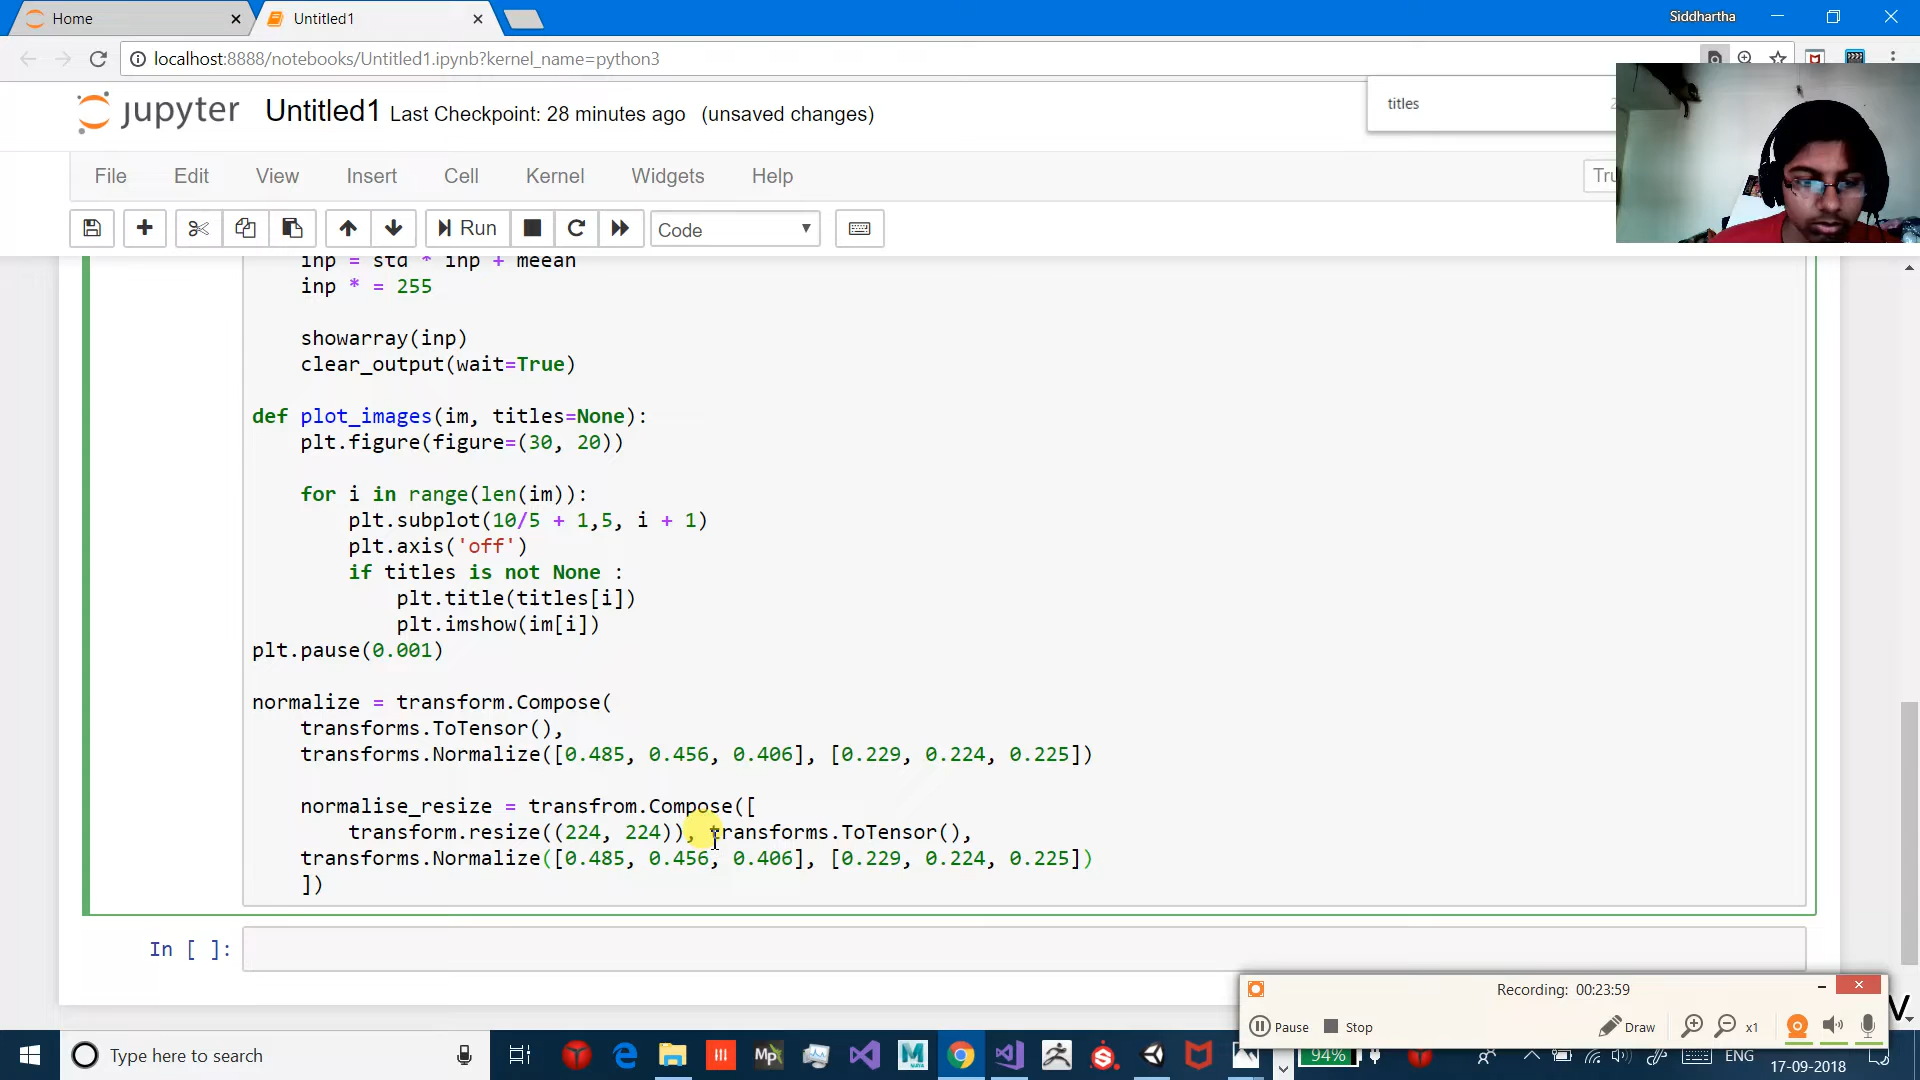 Home
Untitled1
Siddhartha
localhost:8888/notebooks/Untitled1.ipynb?kernel_name=python3
titles
jupyter Untitled1 Last Checkpoint: 28 minutes ago (unsaved changes)
File Edit View Insert Cell Kernel Widgets Help
Tru
Run
Code
inp = std * inp + meean
inp * = 255
showarray(inp)
clear_output(wait=True)
def plot_images(im, titles=None):
plt.figure(figure=(30, 20))
for i in range(len(im)):
plt.subplot(10/5 + 1,5, i + 1)
plt.axis('off')
if titles is not None :
plt.title(titles[i])
plt.imshow(im[i])
plt.pause(0.001)
normalize = transform.Compose(
transforms.ToTensor(),
transforms.Normalize([0.485, 0.456, 0.406], [0.229, 0.224, 0.225])
normalise_resize = transfrom.Compose([
transform.resize((224, 224)), transforms.ToTensor(),
transforms.Normalize([0.485, 0.456, 0.406], [0.229, 0.224, 0.225])
])
In [ ]:
Recording: 00:23:59
Pause Stop Draw x1
Type here to search
94%
ENG
17-09-2018